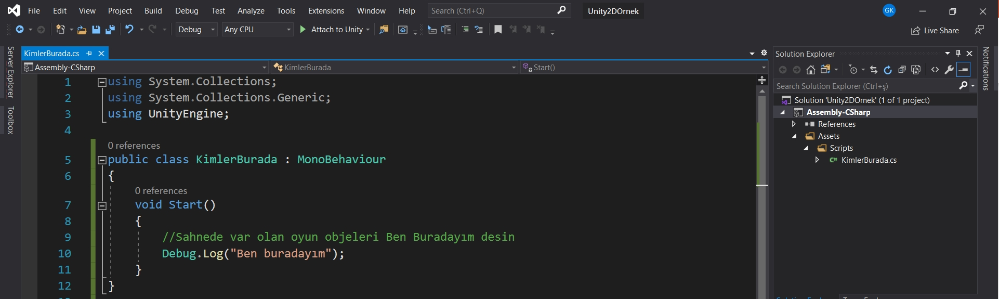 File Edit View Project Build Debug Test Analyze Tools Extensions Window Help Search (Ctrl+Q) Unity2DOrnek GK
Debug Any CPU Attach to Unity Live Share
Server Explorer
Toolbox
KimlerBurada.cs
Assembly-CSharp KimlerBurada Start()
1 using System.Collections;
2 using System.Collections.Generic;
3 using UnityEngine;
4
0 references
5 public class KimlerBurada : MonoBehaviour
6 {
0 references
7 void Start()
8 {
9 //Sahnede var olan oyun objeleri Ben Buradayım desin
10 Debug.Log("Ben buradayım");
11 }
12 }
Solution Explorer
Search Solution Explorer (Ctrl+ş)
Solution 'Unity2DOrnek' (1 of 1 project)
Assembly-CSharp
References
Assets
Scripts
C# KimlerBurada.cs
Notifications